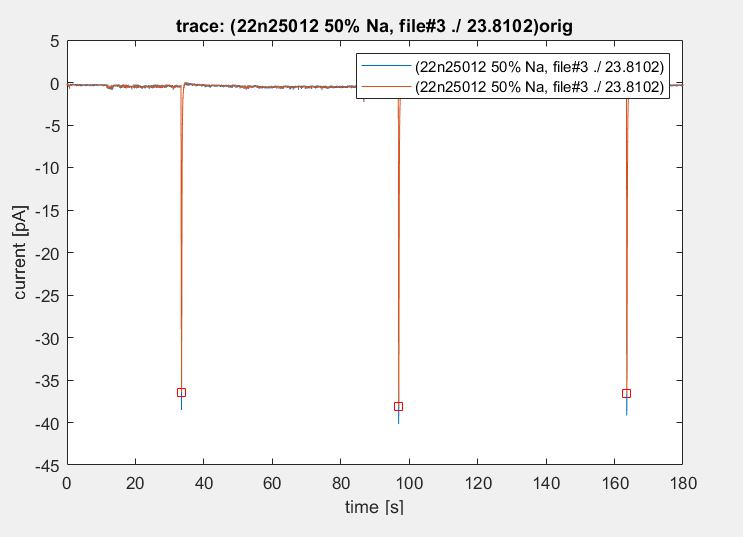 trace: (22n25012 50% Na, file#3 ./ 23.8102)orig
(22n25012 50% Na, file#3 ./ 23.8102)
(22n25012 50% Na, file#3 ./ 23.8102)
current [pA]
5
0
-5
-10
-15
-20
-25
-30
-35
-40
-45
0 20 40 60 80 100 120 140 160 180
time [s]